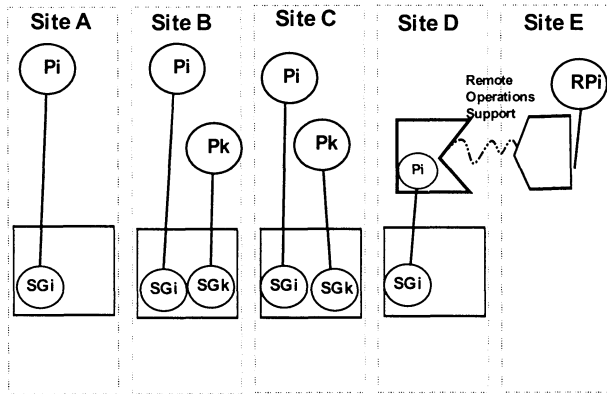 Site A Site B Site C Site D Site E
Pi Pi Pi Remote RPi
Operations
Support
Pk Pk
Pi
SGi SGi SGk SGi SGk SGi